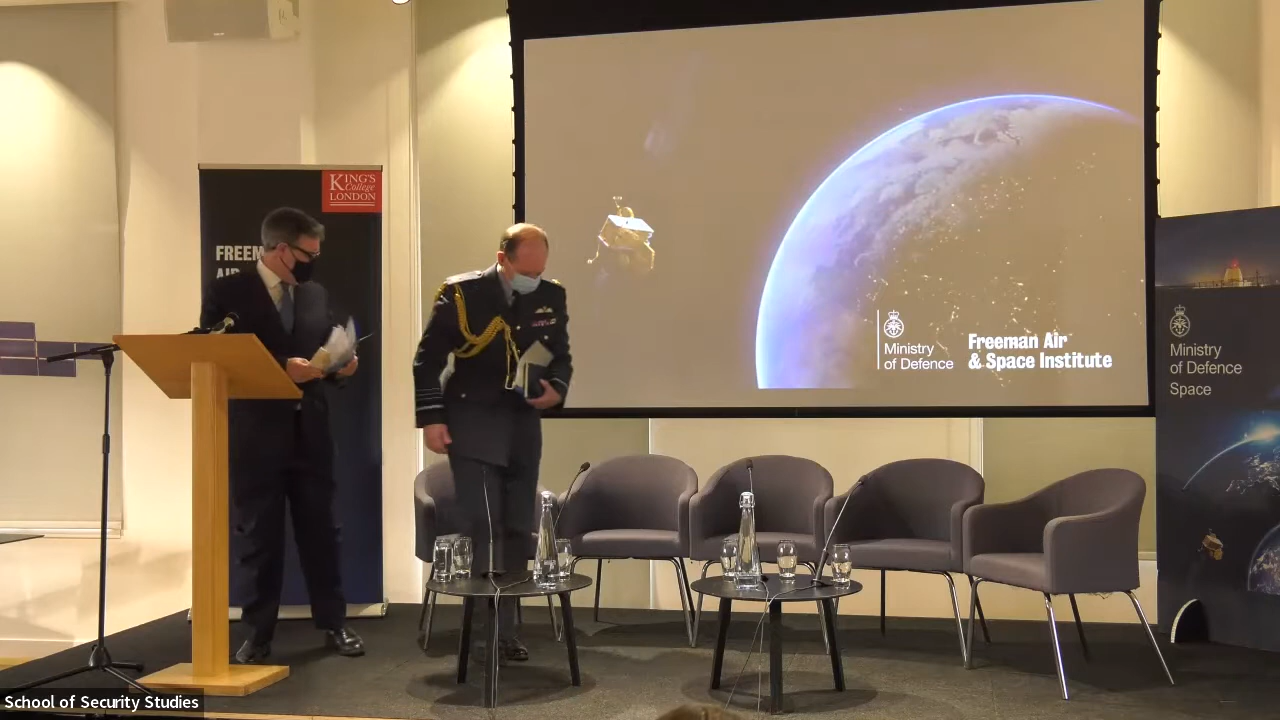 KING'S
College
LONDON
FREEM
AIR
Ministry
of Defence
Freeman Air
& Space Institute
Ministry
of Defence
Space
School of Security Studies